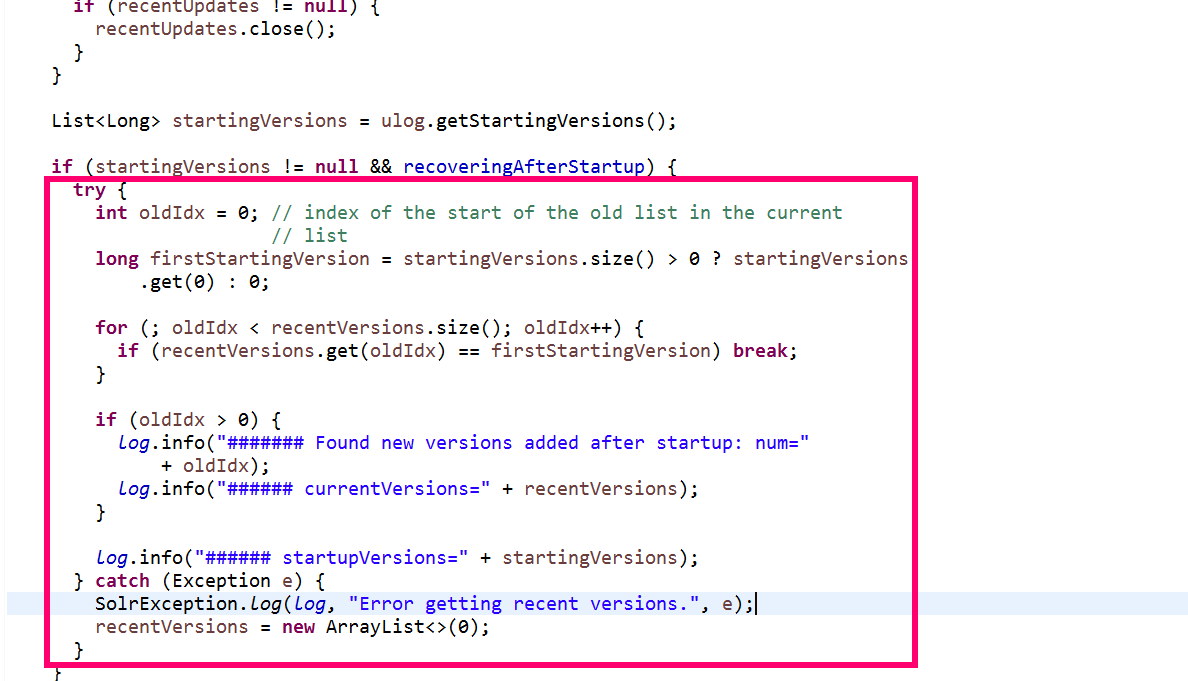 if (recentUpdates != null) {
recentUpdates.close();
}
}
List<Long> startingVersions = ulog.getStartingVersions();
if (startingVersions != null && recoveringAfterStartup) {
try {
int oldIdx = 0; // index of the start of the old list in the current
// list
long firstStartingVersion = startingVersions.size() > 0 ? startingVersions
.get(0) : 0;
for (; oldIdx < recentVersions.size(); oldIdx++) {
if (recentVersions.get(oldIdx) == firstStartingVersion) break;
}
if (oldIdx > 0) {
log.info("####### Found new versions added after startup: num="
+ oldIdx);
log.info("###### currentVersions=" + recentVersions);
}
log.info("###### startupVersions=" + startingVersions);
} catch (Exception e) {
SolrException.log(log, "Error getting recent versions.", e);
recentVersions = new ArrayList<>(0);
}
}